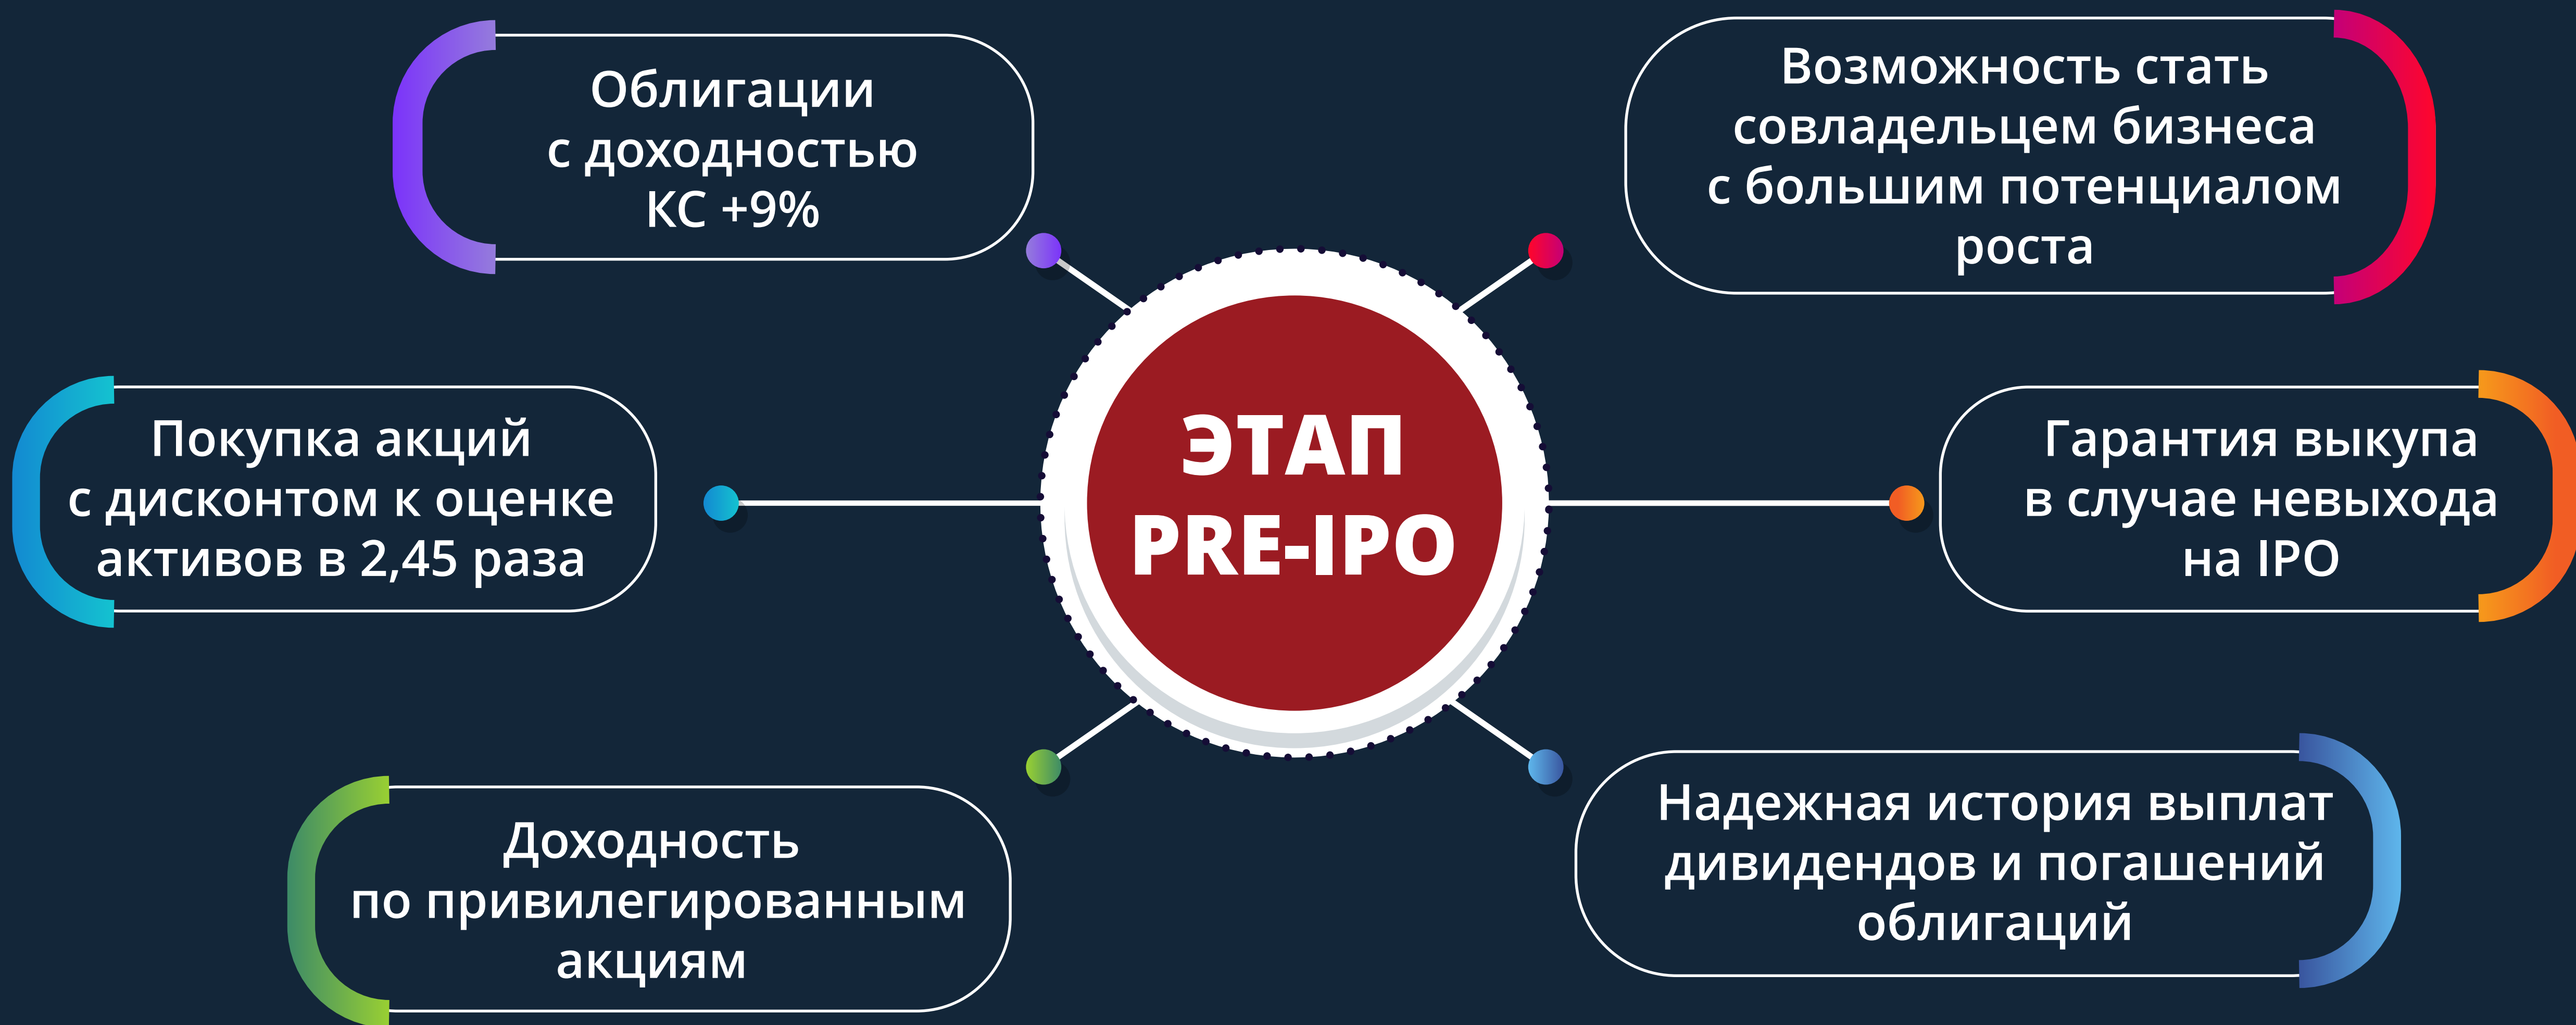 Облигации
с доходностью
КС +9%
Возможность стать
совладельцем бизнеса
с большим потенциалом
роста
Покупка акций
с дисконтом к оценке
активов в 2,45 раза
ЭТАП
PRE-IPO
Гарантия выкупа
в случае невыхода
на IPO
Доходность
по привилегированным
акциям
Надежная история выплат
дивидендов и погашений
облигаций